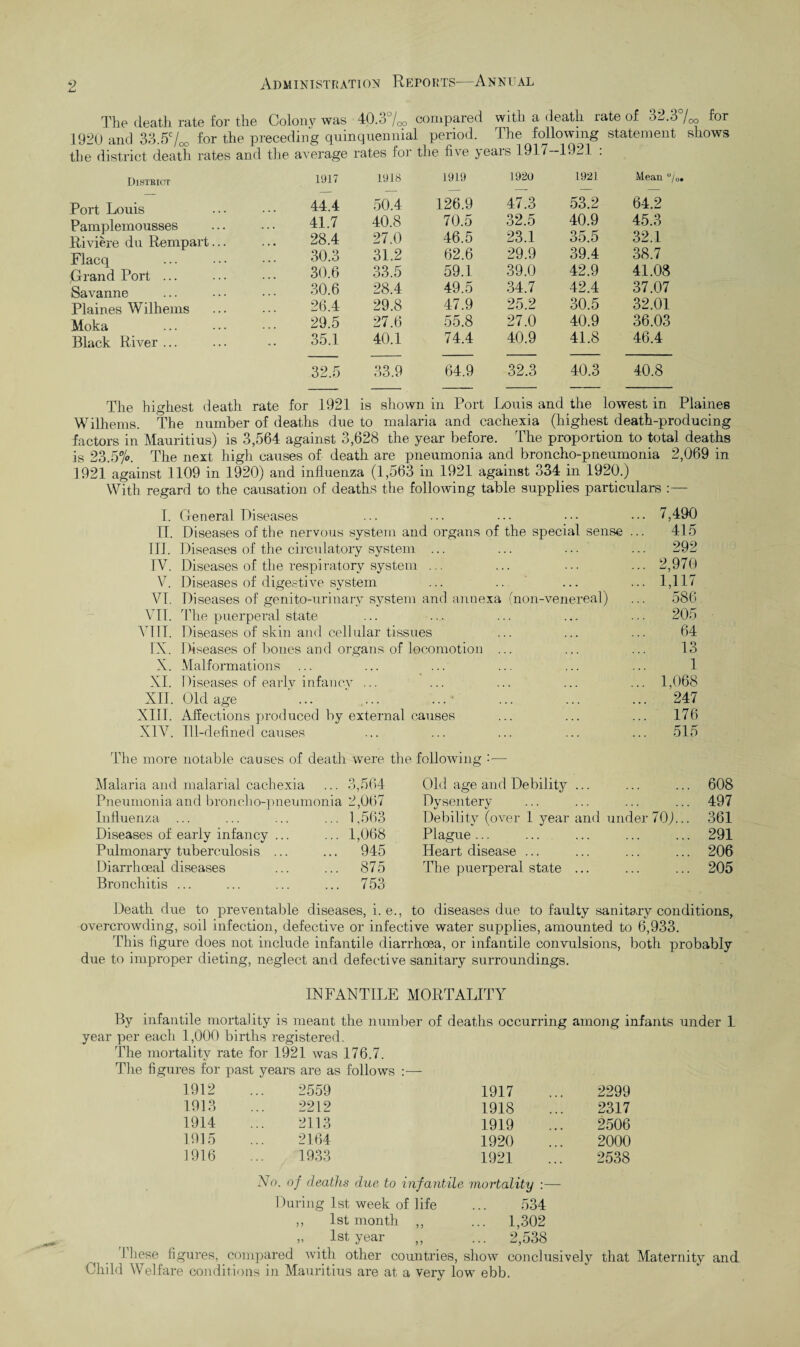 2 Administration Reports—Annual
The death rate for the Colony was 40.3°/oo compared with a death rate of 32.3°/oo for
1920 and 33.5°/oo for the preceding quinquennial period. The following statement shows
the district death rates and the average rates for the five years 1917–1921 :
District 1917 1918 1919 1920 1921 Mean °/o.
Port Louis ... ... 44.4 50.4 126.9 47.3 53.2 64.2
Pamplemousses ... ... 41.7 40.8 70.5 32.5 40.9 45.3
Rivière du Rempart... ... 28.4 27.0 46.5 23.1 35.5 32.1
Flacq ... ... ... 30.3 31.2 62.6 29.9 39.4 38.7
Grand Port ... ... ... 30.6 33.5 59.1 39.0 42.9 41.08
Savanne ... ... ... 30.6 28.4 49.5 34.7 42.4 37.07
Plaines Wilhems ... ... 26.4 29.8 47.9 25.2 30.5 32.01
Moka ... ... ... 29.5 27.6 55.8 27.0 40.9 36.03
Black River ... ... .. 35.1 40.1 74.4 40.9 41.8 46.4
32.5 33.9 64.9 32.3 40.3 40.8
The highest death rate for 1921 is shown in Port Louis and the lowest in Plaines
Wilhems. The number of deaths due to malaria and cachexia (highest death-producing
factors in Mauritius) is 3,564 against 3,628 the year before. The proportion to total deaths
is 23.5%. The next high causes of death are pneumonia and broncho-pneumonia 2,069 in
1921 against 1109 in 1920) and influenza (1,563 in 1921 against 334 in 1920.)
With regard to the causation of deaths the following table supplies particulars :—
I. General Diseases ... ... ... ... ... 7,490
II. Diseases of the nervous system and organs of the special sense ... 415
III. Diseases of the circulatory system ... ... ... ... 292
IV. Diseases of the respiratory system ... ... ... ... 2,970
V. Diseases of digestive system ... .. ... ... 1,117
VI. Diseases of genito-urinary system and annexa (non-venereal) ... 586
VII. The puerperal state ... ... ... ... ... 205
VIII. Diseases of skin and cellular tissues ... ... ... 64
IX. Diseases of bones and organs of locomotion ... ... ... 13
X. Malformations ... ... ... ... ... ... 1
XI. Diseases of early infancy ... ... ... ... ... 1,068
XII. Old age ... ... ... ... ... ... 247
XIII. Affections produced by external causes ... ... ... 176
XIV. Ill-defined causes ... ... ... ... ... 515
The more notable causes of death were the following :—
Malaria and malarial cachexia ... 3,564 Old age and Debility ... ... ... 608
Pneumonia and broncho-pneumonia 2,067 Dysentery ... ... ... ... 497
Influenza ... ... ... ... 1,563 Debility (over 1 year and under 70)... 361
Diseases of early infancy ... ... 1,068 Plague ... ... ... ... ... 291
Pulmonary tuberculosis ... ... 945 Heart disease ... ... ... ... 206
Diarrhœal diseases ... ... 875 The puerperal state ... ... ... 205
Bronchitis ... ... ... ... 753
Death due to preventable diseases, i. e., to diseases due to faulty sanitary conditions,
overcrowding, soil infection, defective or infective water supplies, amounted to 6,933.
This figure does not include infantile diarrhœa, or infantile convulsions, both probably
due to improper dieting, neglect and defective sanitary surroundings.
INFANTILE MORTALITY
By infantile mortality is meant the number of deaths occurring among infants under 1
year per each 1,000 births registered.
The mortality rate for 1921 was 176.7.
The figures for past years are as follows :—
1912 ... 2559 1917 ... 2299
1913 ... 2212 1918 ... 2317
1914 ... 2113 1919 ... 2506
1915 ... 2164 1920 ... 2000
1916 ... 1933 1921 ... 2538
No. of deaths due to infantile mortality :—
During 1st week of life ... 534
,, 1st month ,, ... 1,302
,, 1st year ,, ... 2,538
These figures, compared with other countries, show conclusively that Maternity and
Child Welfare conditions in Mauritius are at a very low ebb.